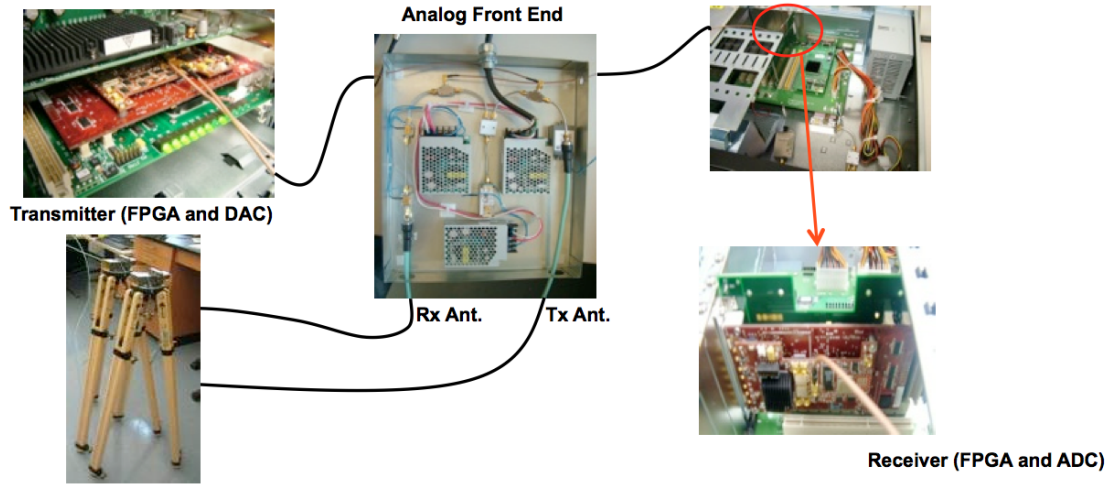 Analog Front End
Transmitter (FPGA and DAC)
Rx Ant.
Tx Ant.
Receiver (FPGA and ADC)